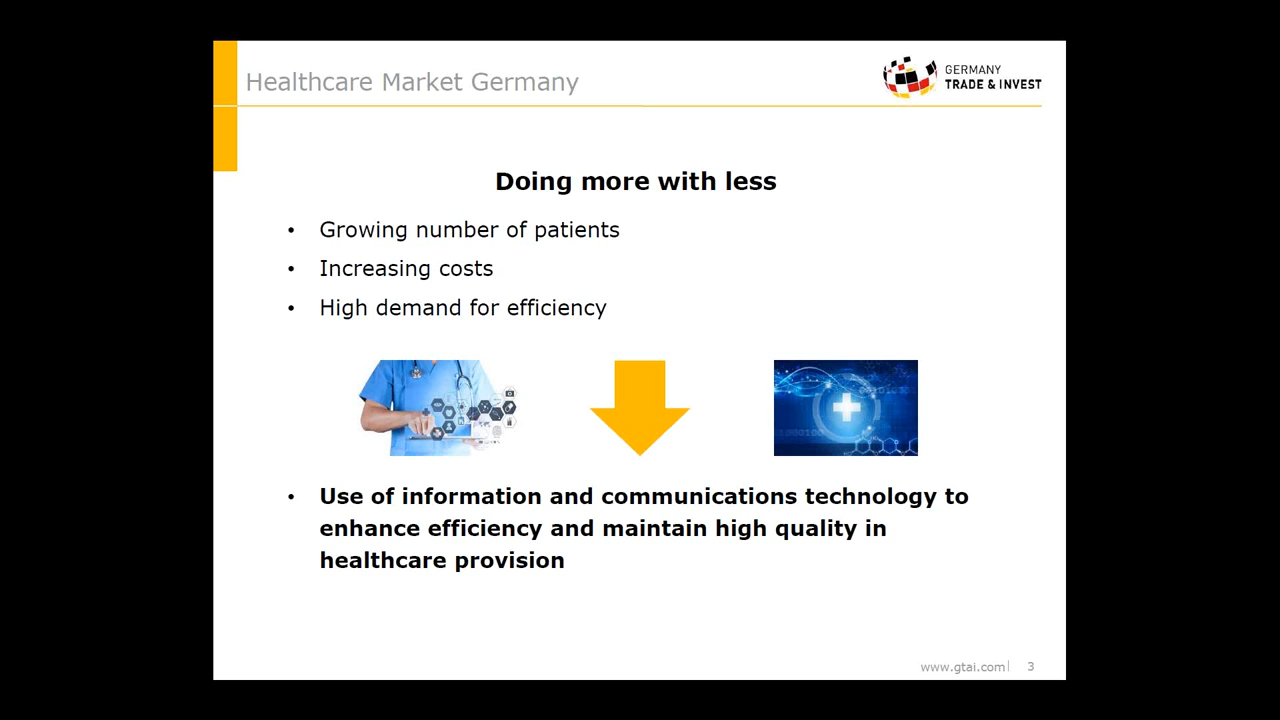 Healthcare Market Germany
GERMANY
TRADE & INVEST
Doing more with less
• Growing number of patients
• Increasing costs
• High demand for efficiency
• Use of information and communications technology to
enhance efficiency and maintain high quality in
healthcare provision
www.gtai.com| 3